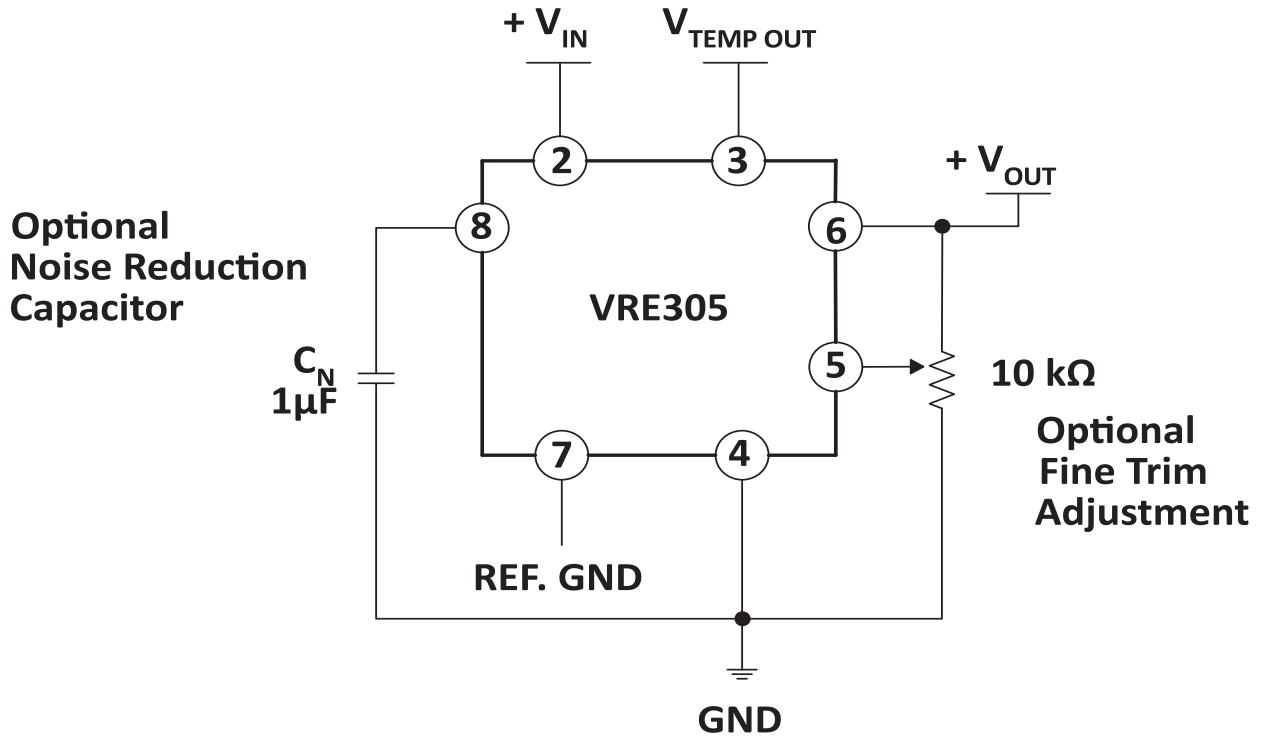 + VIN
VTEMP OUT
2
3
+ VOUT
8
6
Optional
Noise Reduction
Capacitor
VRE305
CN
1µF
5
10 kΩ
7
4
Optional
Fine Trim
Adjustment
REF. GND
GND